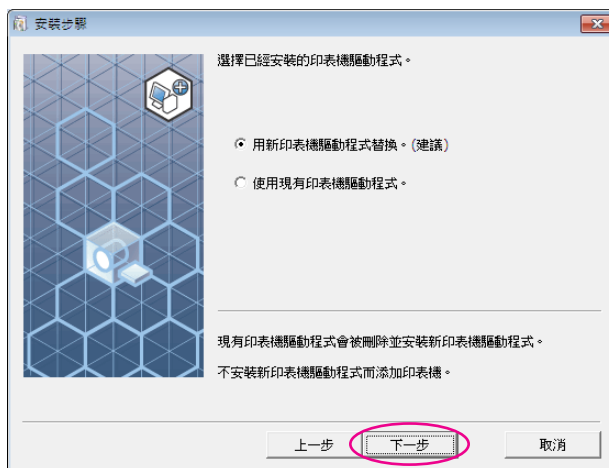 安裝步驟
選擇已經安裝的印表機驅動程式。
用新印表機驅動程式替換。(建議)
使用現有印表機驅動程式。
現有印表機驅動程式會被刪除並安裝新印表機驅動程式。
不安裝新印表機驅動程式而添加印表機。
上一步 下一步 取消